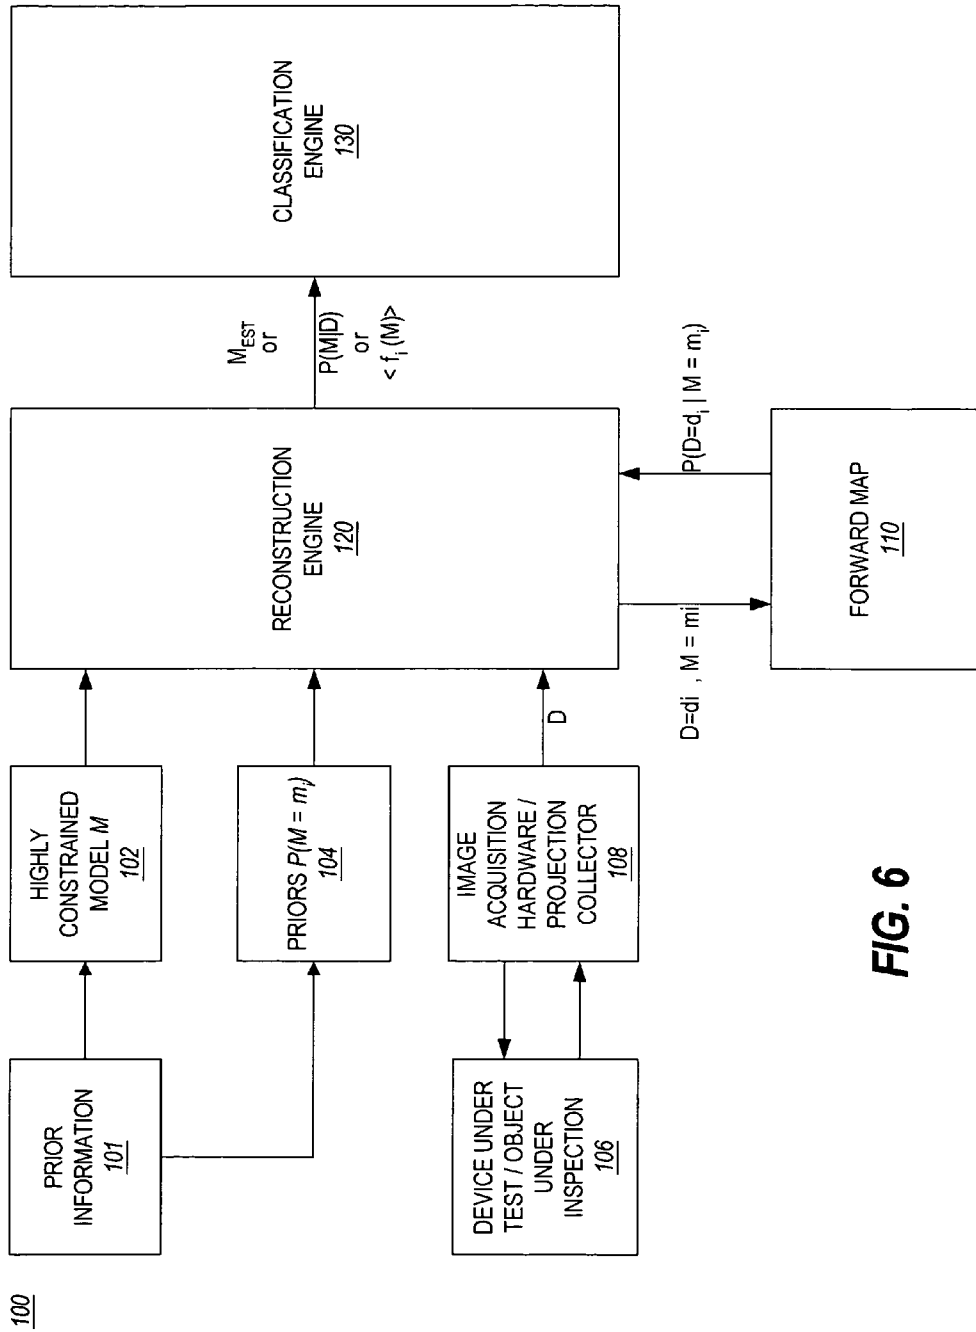 100
PRIOR
INFORMATION
101
HIGHLY
CONSTRAINED
MODEL M
102
PRIORS P(M = mi)
104
DEVICE UNDER
TEST / OBJECT
UNDER
INSPECTION
106
IMAGE
ACQUISITION
HARDWARE /
PROJECTION
COLLECTOR
108
D
RECONSTRUCTION
ENGINE
120
D=di , M = mi
P(D=di | M = mi)
FORWARD MAP
110
MEST
or
P(M|D)
or
< fi (M)>
CLASSIFICATION
ENGINE
130
FIG. 6